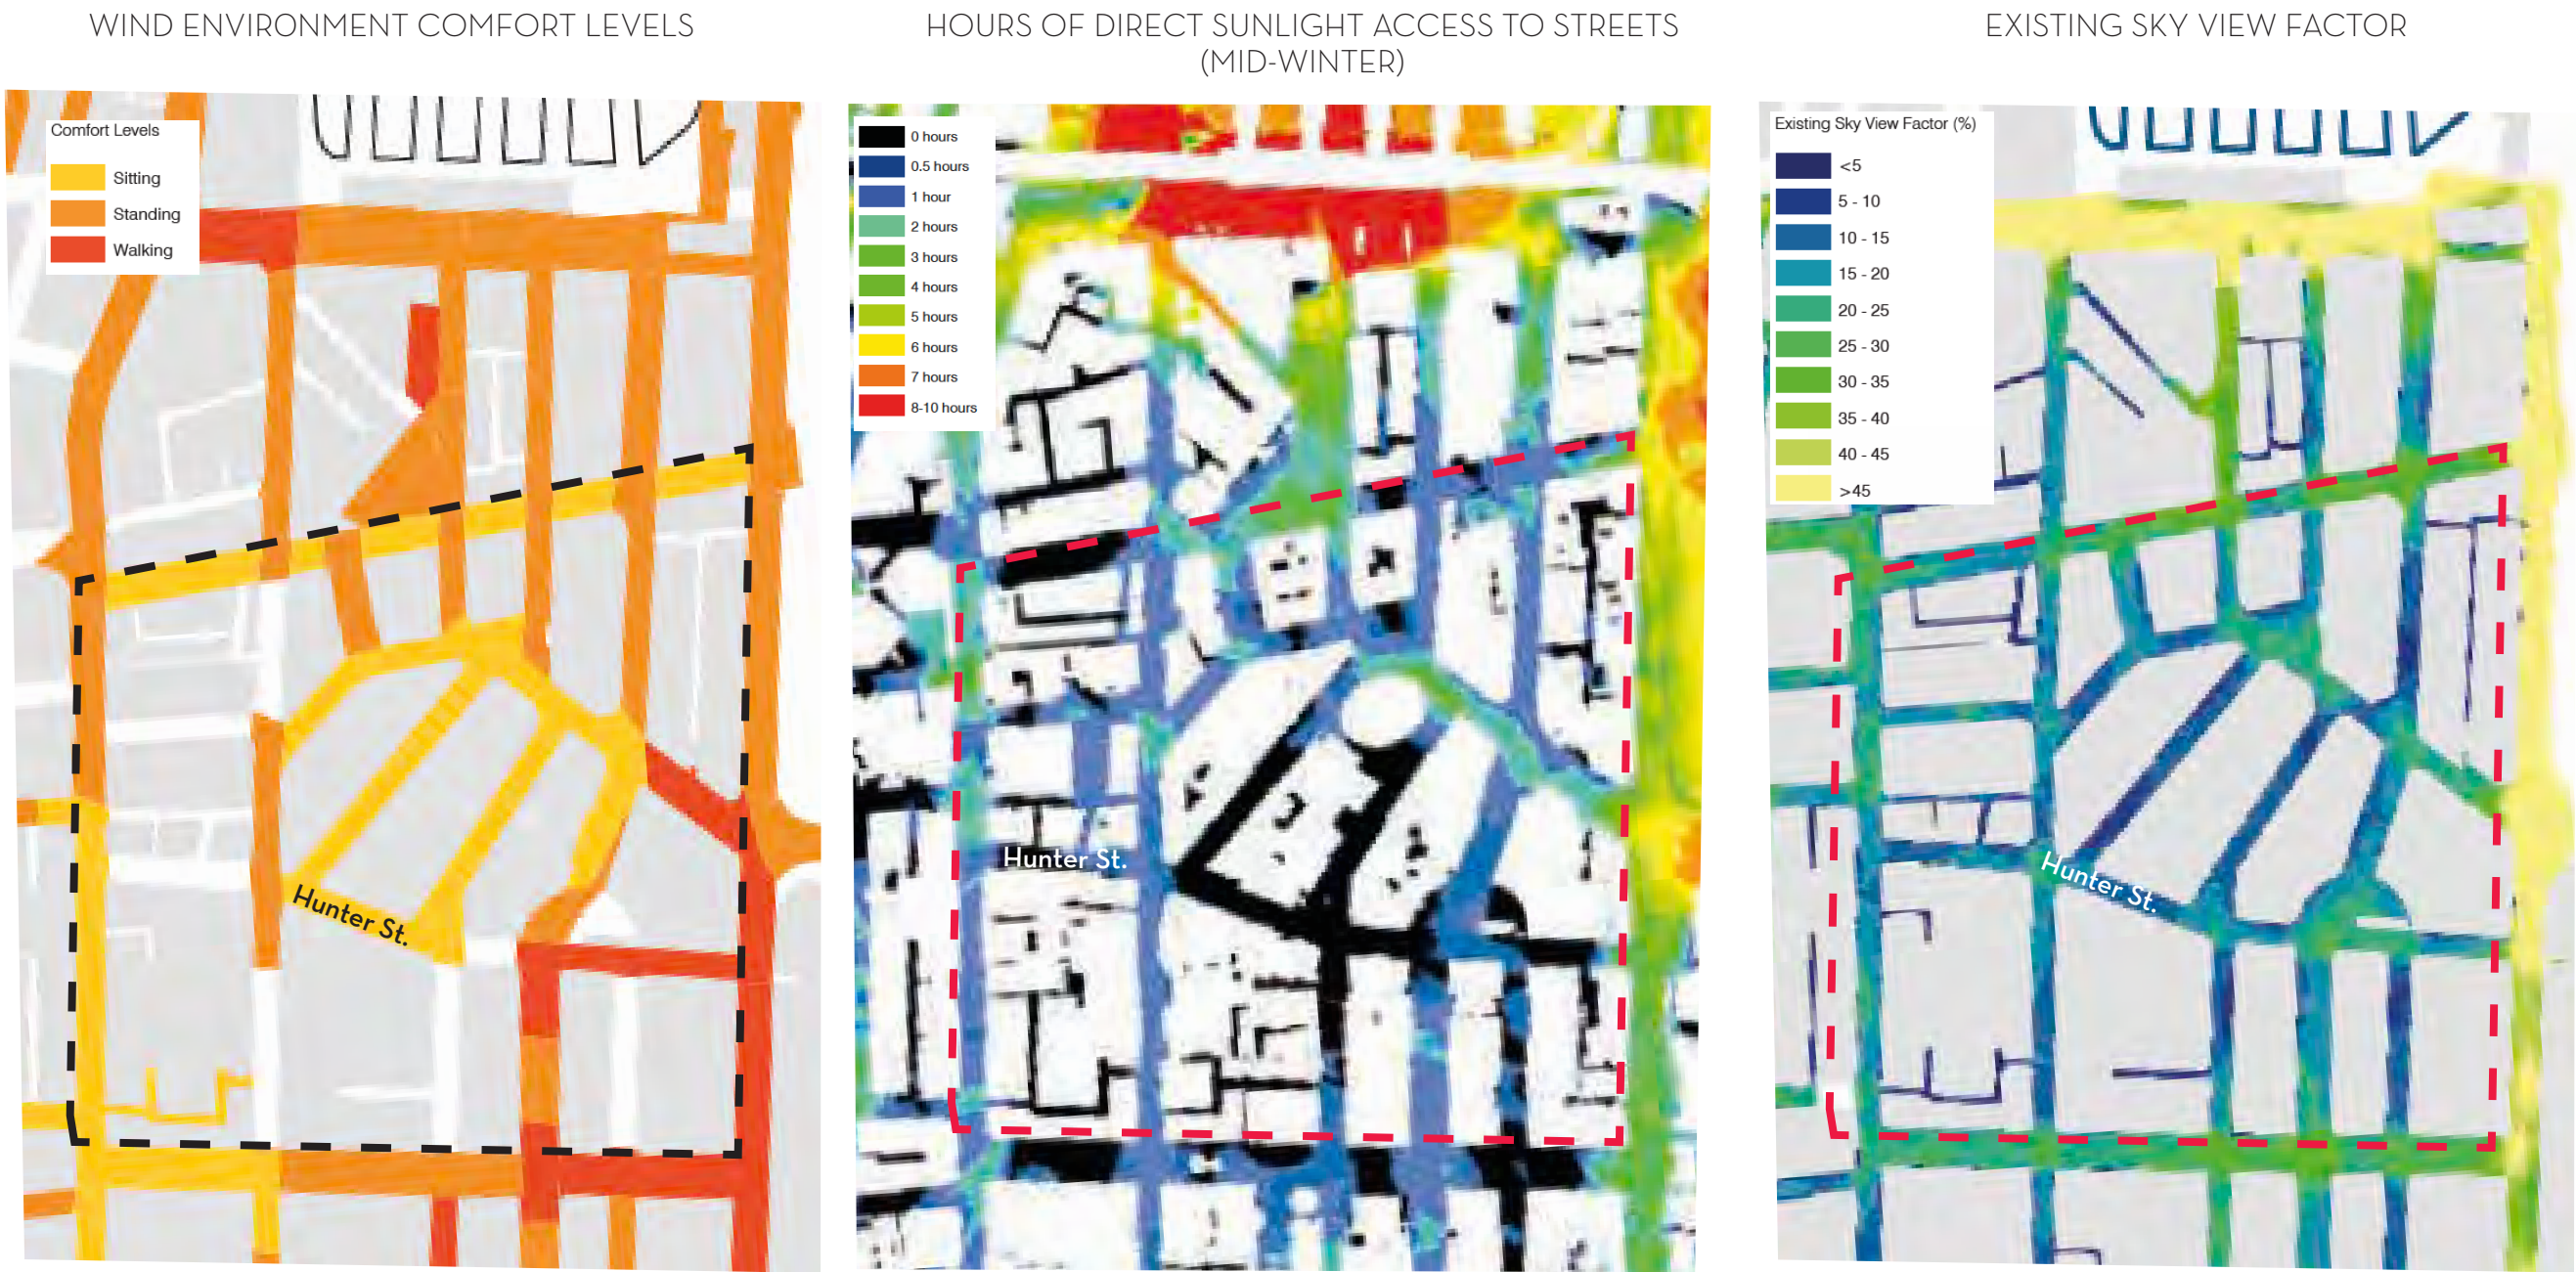 WIND ENVIRONMENT COMFORT LEVELS
Comfort Levels
Sitting
Standing
Walking
Hunter St.
HOURS OF DIRECT SUNLIGHT ACCESS TO STREETS
(MID-WINTER)
0 hours
0.5 hours
1 hour
2 hours
3 hours
4 hours
5 hours
6 hours
7 hours
8-10 hours
Hunter St.
EXISTING SKY VIEW FACTOR
Existing Sky View Factor (%)
<5
5 - 10
10 - 15
15 - 20
20 - 25
25 - 30
30 - 35
35 - 40
40 - 45
>45
Hunter St.